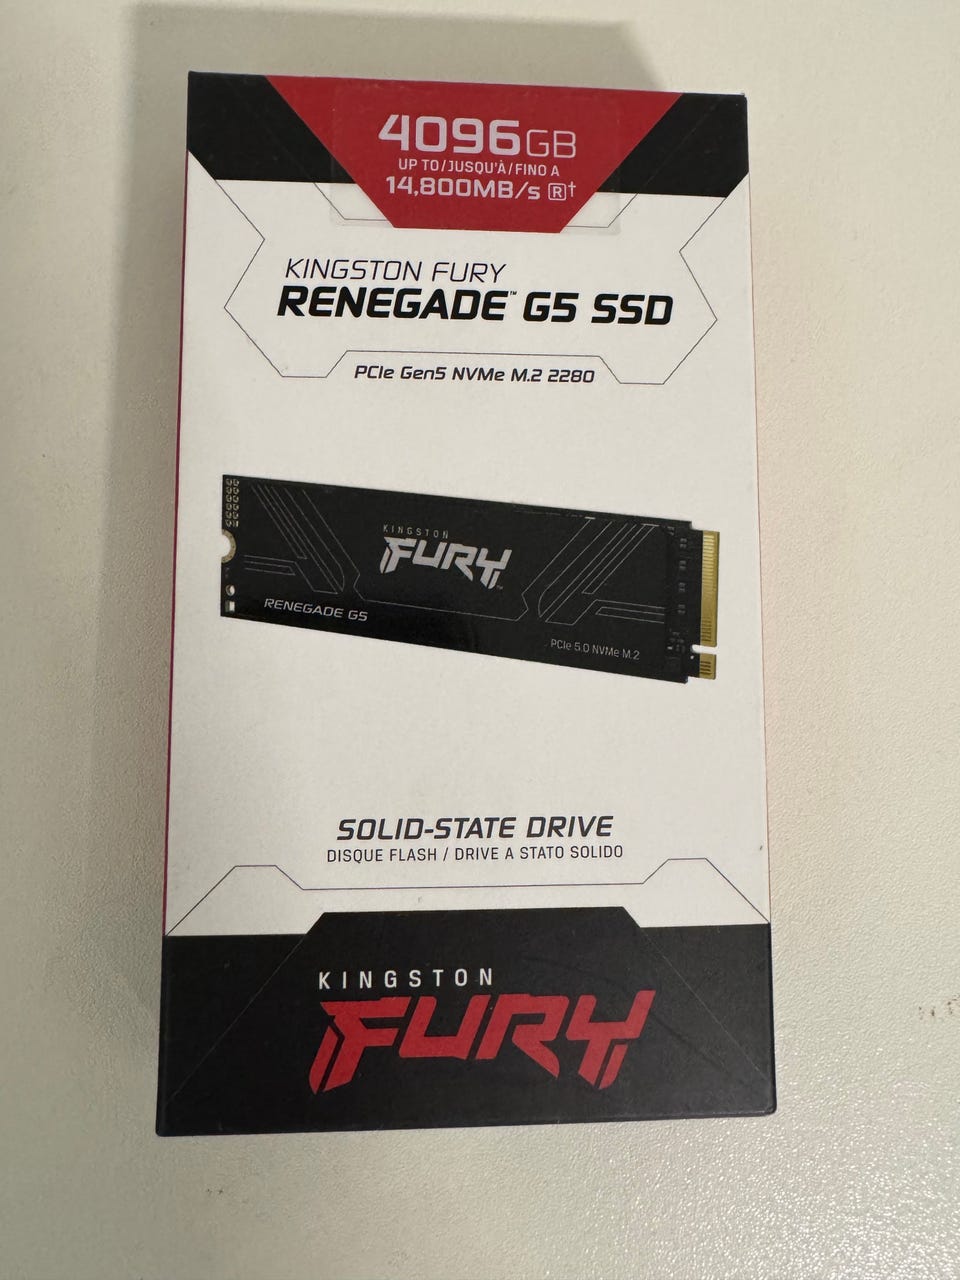 4096GB
UP TO/JUSQU'À/FINO A
14,800MB/s R†
KINGSTON FURY
RENEGADE™ G5 SSD
PCIe Gen5 NVMe M.2 2280
KINGSTON
FURY™
RENEGADE G5
PCIe 5.0 NVMe M.2
SOLID-STATE DRIVE
DISQUE FLASH / DRIVE A STATO SOLIDO
KINGSTON
FURY